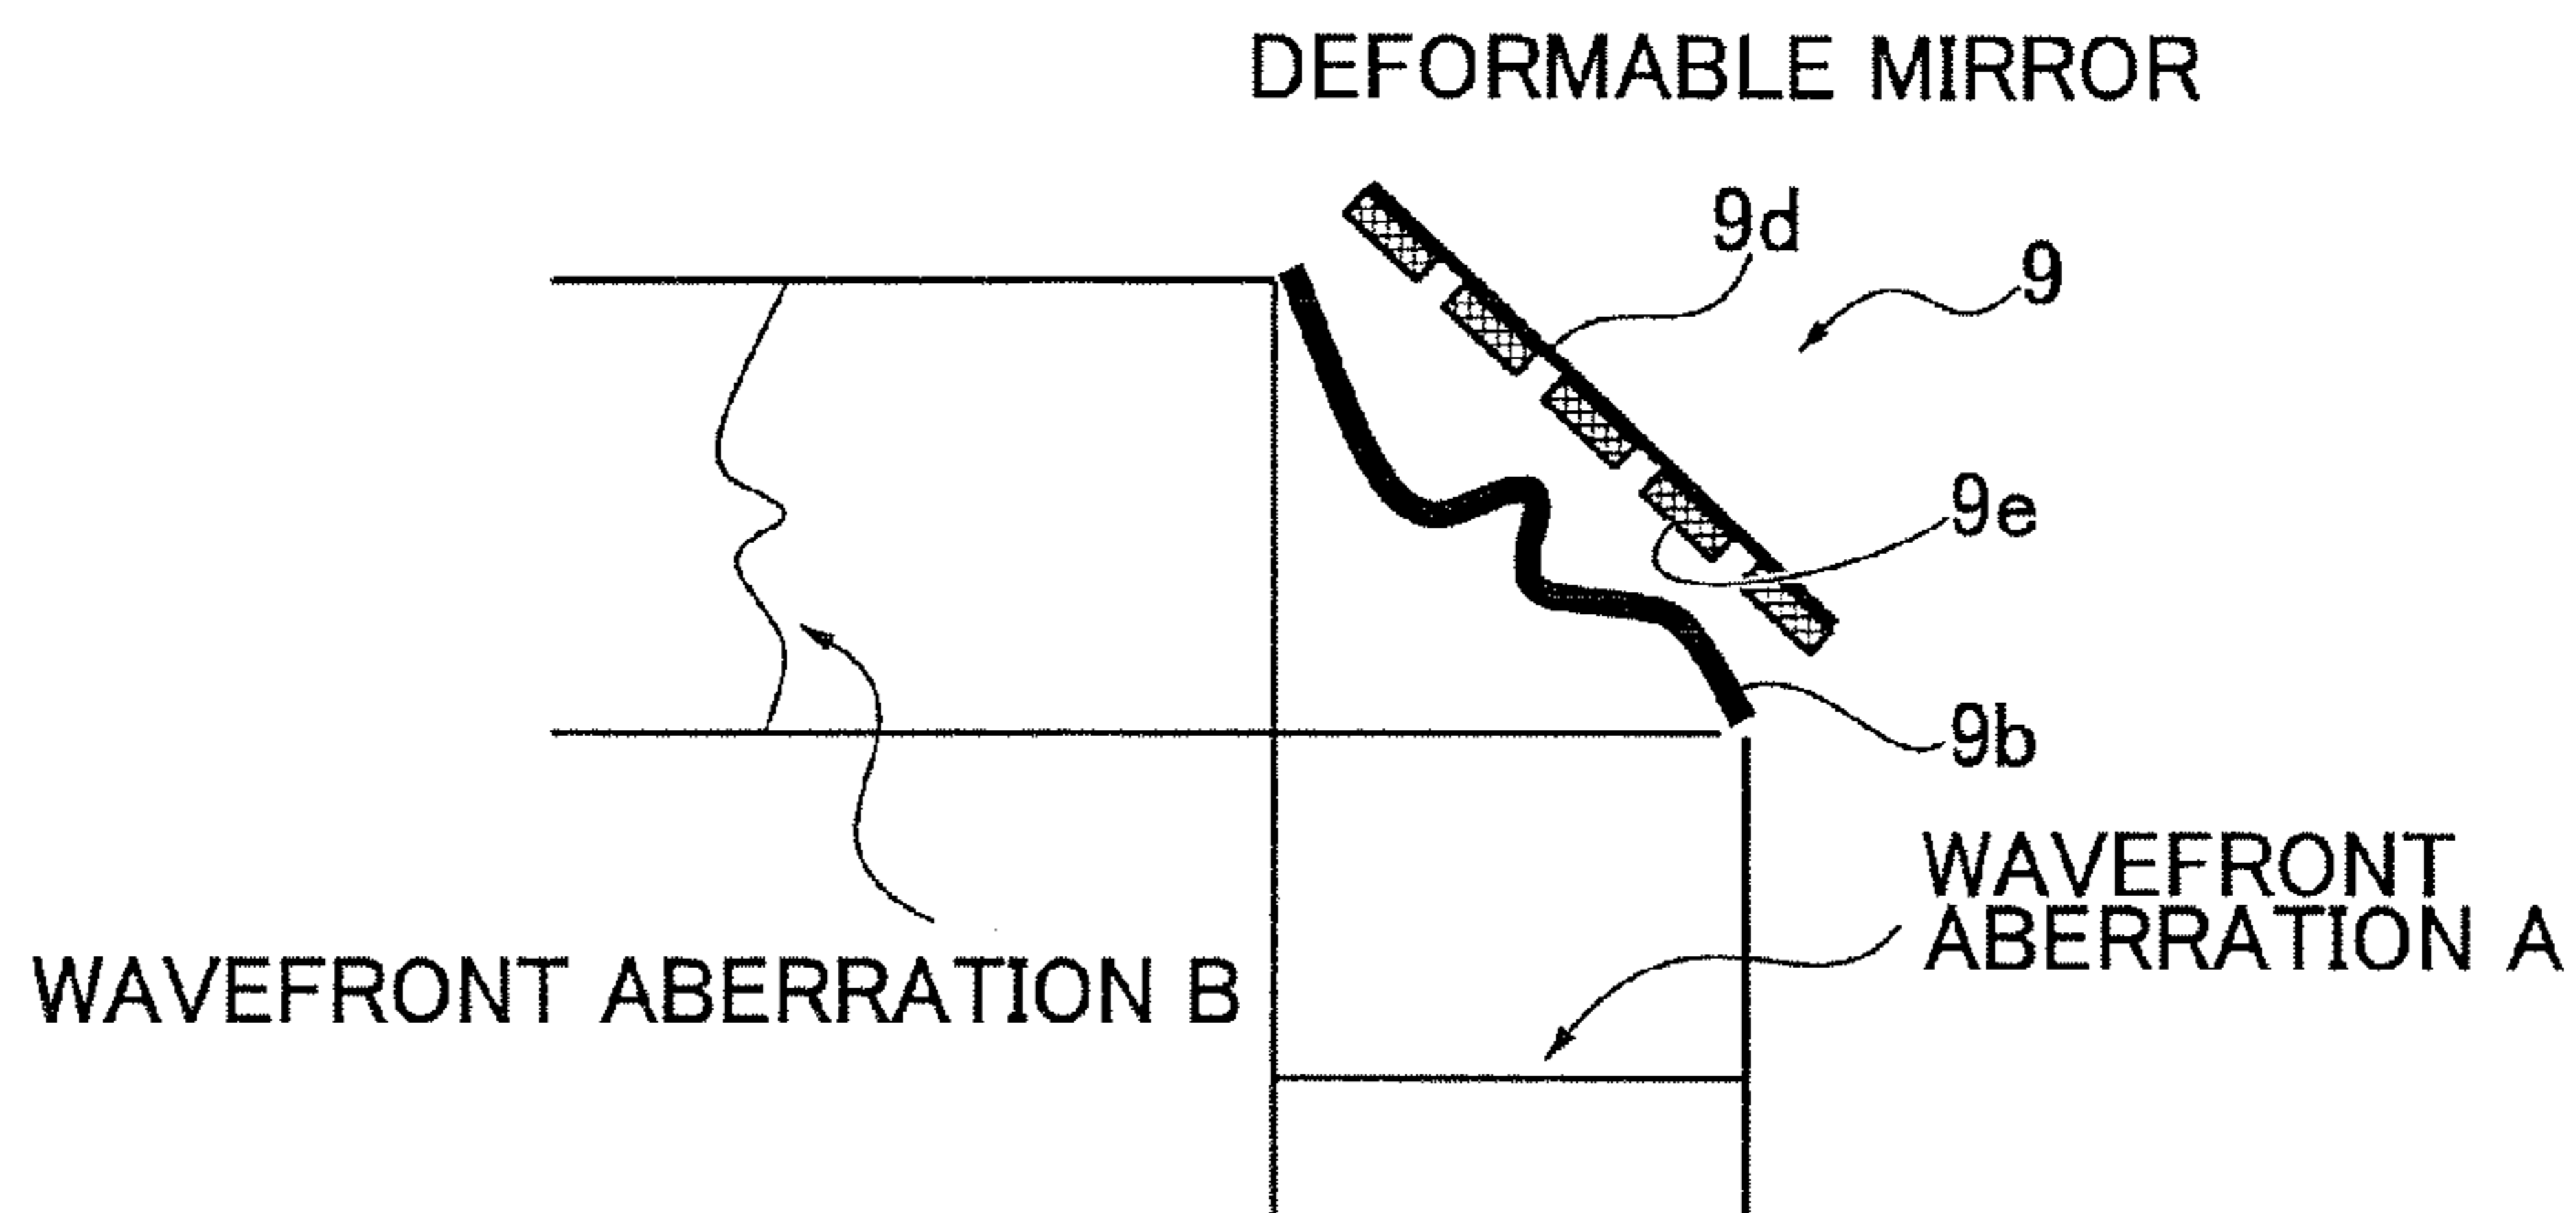 DEFORMABLE MIRROR
9d
9
9e
9b
WAVEFRONT
ABERRATION A
WAVEFRONT ABERRATION B